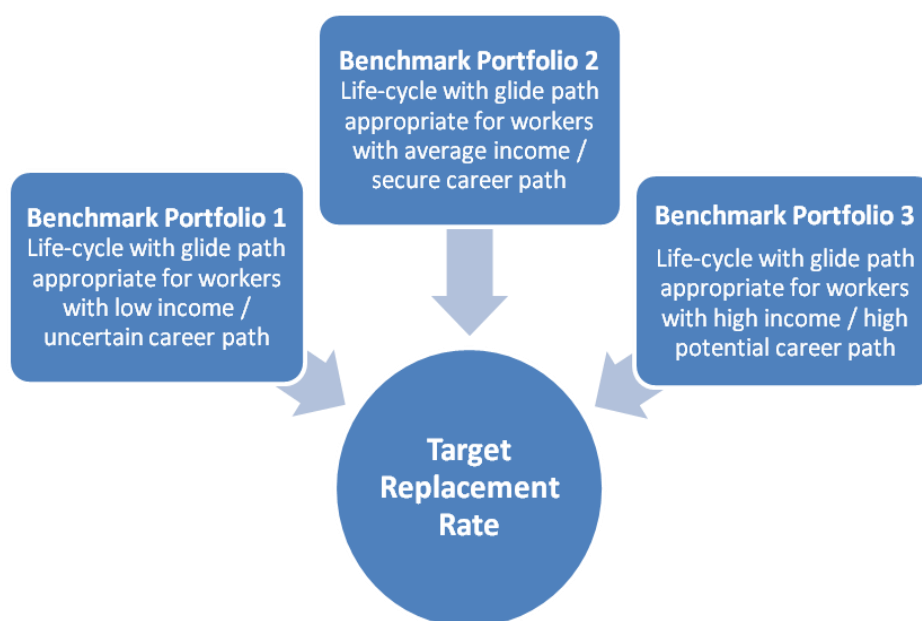 Benchmark Portfolio 1
Life-cycle with glide path
appropriate for workers
with low income /
uncertain career path
Benchmark Portfolio 2
Life-cycle with glide path
appropriate for workers
with average income /
secure career path
Benchmark Portfolio 3
Life-cycle with glide path
appropriate for workers
with high income / high
potential career path
Target
Replacement
Rate